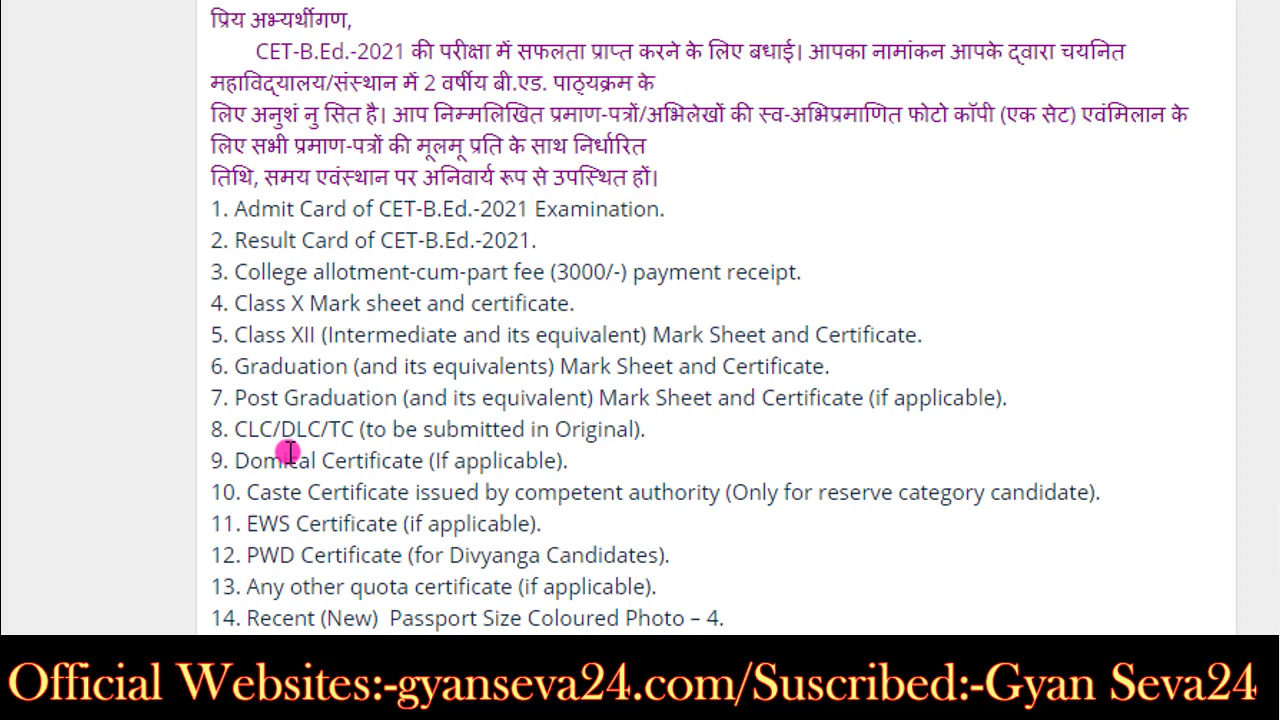 प्रिय अभ्यर्थीगण,
CET-B.Ed.-2021 की परीक्षा में सफलता प्राप्त करने के लिए बधाई। आपका नामांकन आपके द्वारा चयनित
महाविद्यालय/संस्थान में 2 वर्षीय बी.एड. पाठ्यक्रम के
लिए अनुशं नु सित है। आप निम्मलिखित प्रमाण-पत्रों/अभिलेखों की स्व-अभिप्रमाणित फोटो कॉपी (एक सेट) एवंमिलान के
लिए सभी प्रमाण-पत्रों की मूलमू प्रति के साथ निर्धारित
तिथि, समय एवंस्थान पर अनिवार्य रूप से उपस्थित हों।
1. Admit Card of CET-B.Ed.-2021 Examination.
2. Result Card of CET-B.Ed.-2021.
3. College allotment-cum-part fee (3000/-) payment receipt.
4. Class X Mark sheet and certificate.
5. Class XII (Intermediate and its equivalent) Mark Sheet and Certificate.
6. Graduation (and its equivalents) Mark Sheet and Certificate.
7. Post Graduation (and its equivalent) Mark Sheet and Certificate (if applicable).
8. CLC/DLC/TC (to be submitted in Original).
9. Domical Certificate (If applicable).
10. Caste Certificate issued by competent authority (Only for reserve category candidate).
11. EWS Certificate (if applicable).
12. PWD Certificate (for Divyanga Candidates).
13. Any other quota certificate (if applicable).
14. Recent (New) Passport Size Coloured Photo – 4.
Official Websites:-gyanseva24.com/Suscribed:-Gyan Seva24